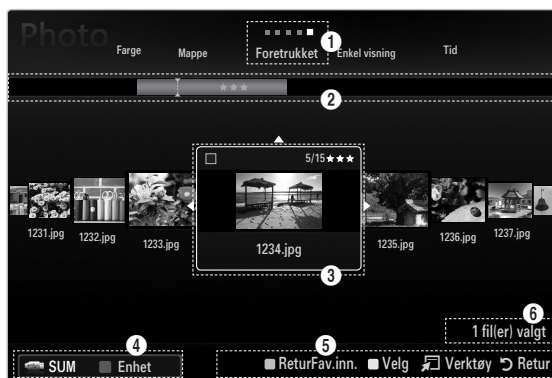 Photo
Farge Mappe Foretrukket Enkel visning Tid
1
★★★
2
5/15★★★
1231.jpg 1232.jpg 1233.jpg 1234.jpg 1235.jpg 1236.jpg 1237.jpg
3
6
1 fil(er) valgt
4 5
SUM Enhet ReturFav.inn. Velg Verktøy Retur